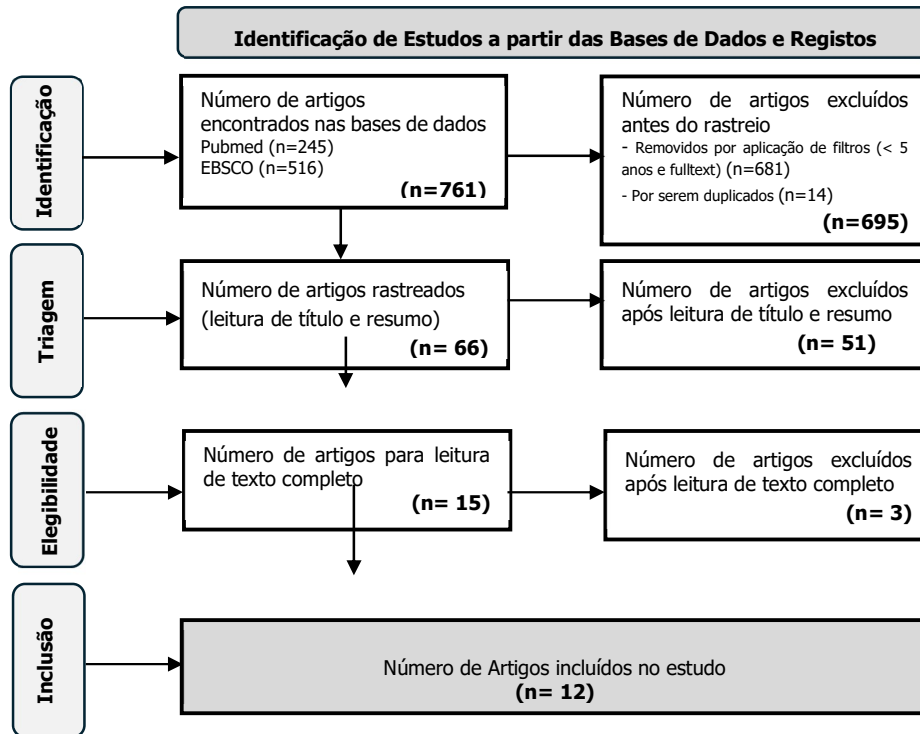 Identificação de Estudos a partir das Bases de Dados e Registos
Identificação
Número de artigos
encontrados nas bases de dados
Pubmed (n=245)
EBSCO (n=516)
(n=761)
Número de artigos excluídos
antes do rastreio
- Removidos por aplicação de filtros (< 5
anos e fulltext) (n=681)
- Por serem duplicados (n=14)
(n=695)
Triagem
Número de artigos rastreados
(leitura de título e resumo)
(n= 66)
Número de artigos excluídos
após leitura de título e resumo
(n= 51)
Elegibilidade
Número de artigos para leitura
de texto completo
(n= 15)
Número de artigos excluídos
após leitura de texto completo
(n= 3)
Inclusão
Número de Artigos incluídos no estudo
(n= 12)